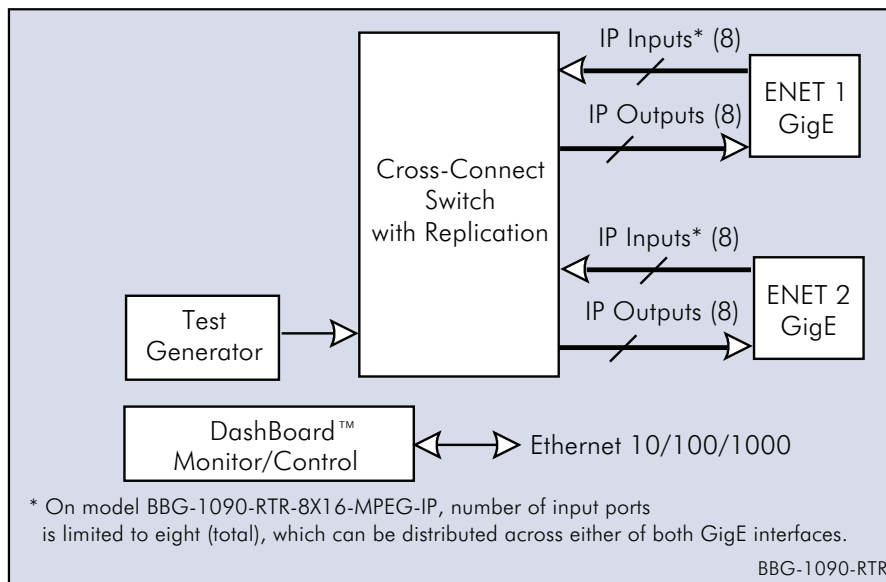 IP Inputs* (8)
ENET 1
GigE
IP Outputs (8)
Cross-Connect
Switch
with Replication
IP Inputs* (8)
ENET 2
GigE
IP Outputs (8)
Test
Generator
DashBoard™
Monitor/Control
Ethernet 10/100/1000
* On model BBG-1090-RTR-8X16-MPEG-IP, number of input ports
is limited to eight (total), which can be distributed across either of both GigE interfaces.
BBG-1090-RTR